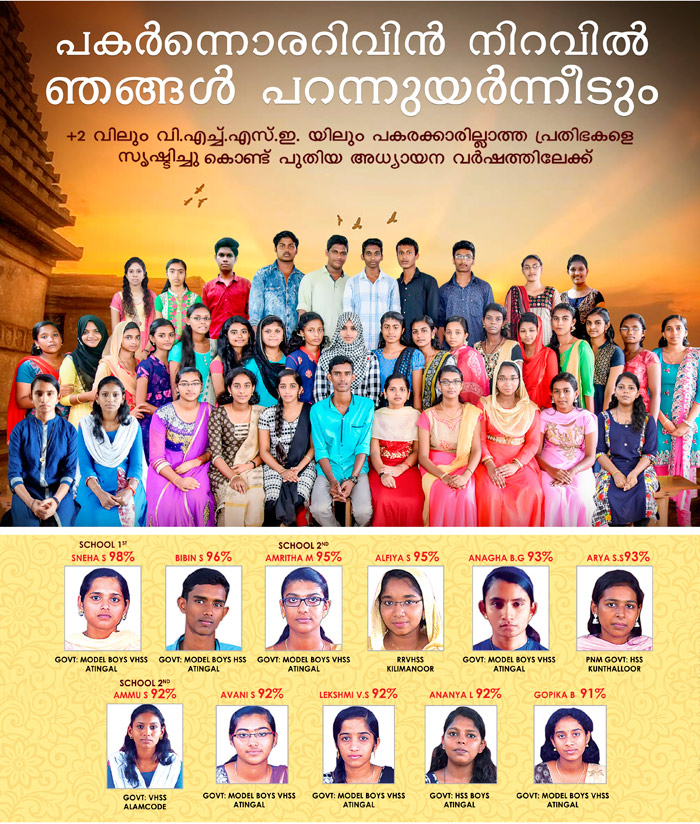 പകർന്നൊരറിവിൻ നിറവിൽ
ഞങ്ങൾ പറന്നുയർന്നീടും
+2 വിലും വി.എച്ച്.എസ്.ഇ. യിലും പകരക്കാരില്ലാത്ത പ്രതിഭകളെ
സൃഷ്ടിച്ചു കൊണ്ട് പുതിയ അധ്യായന വർഷത്തിലേക്ക്
SCHOOL 1ST
SNEHA S 98%
GOVT: MODEL BOYS VHSS
ATINGAL
BIBIN S 96%
GOVT: MODEL BOYS HSS
ATINGAL
SCHOOL 2ND
AMRITHA M 95%
GOVT: MODEL BOYS VHSS
ATINGAL
ALFIYA S 95%
RRVHSS
KILIMANOOR
ANAGHA B.G 93%
GOVT: MODEL BOYS VHSS
ATINGAL
ARYA S.S 93%
PNM GOVT: HSS
KUNTHALLOOR
SCHOOL 2ND
AMMU S 92%
GOVT: VHSS
ALAMCODE
AVANI S 92%
GOVT: MODEL BOYS VHSS
ATINGAL
LEKSHMI V.S 92%
GOVT: MODEL BOYS VHSS
ATINGAL
ANANYA L 92%
GOVT: HSS BOYS
ATINGAL
GOPIKA B 91%
GOVT: MODEL BOYS VHSS
ATINGAL